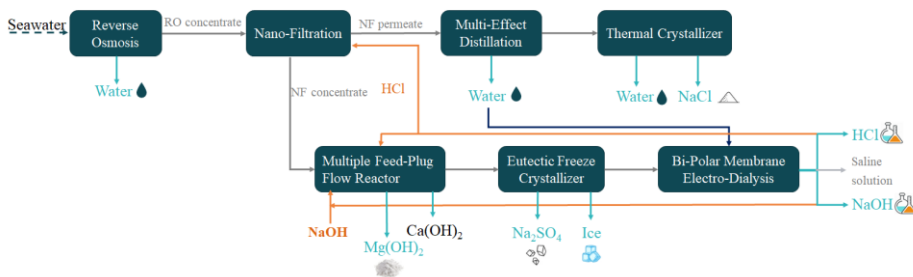 Seawater
Reverse
Osmosis
RO concentrate
Nano-Filtration
NF permeate
Multi-Effect
Distillation
Thermal Crystallizer
Water
NF concentrate
HCl
Water
Water
NaCl
HCl
Multiple Feed-Plug
Flow Reactor
Eutectic Freeze
Crystallizer
Bi-Polar Membrane
Electro-Dialysis
Saline
solution
NaOH
NaOH
Mg(OH)₂
Ca(OH)₂
Na₂SO₄
Ice